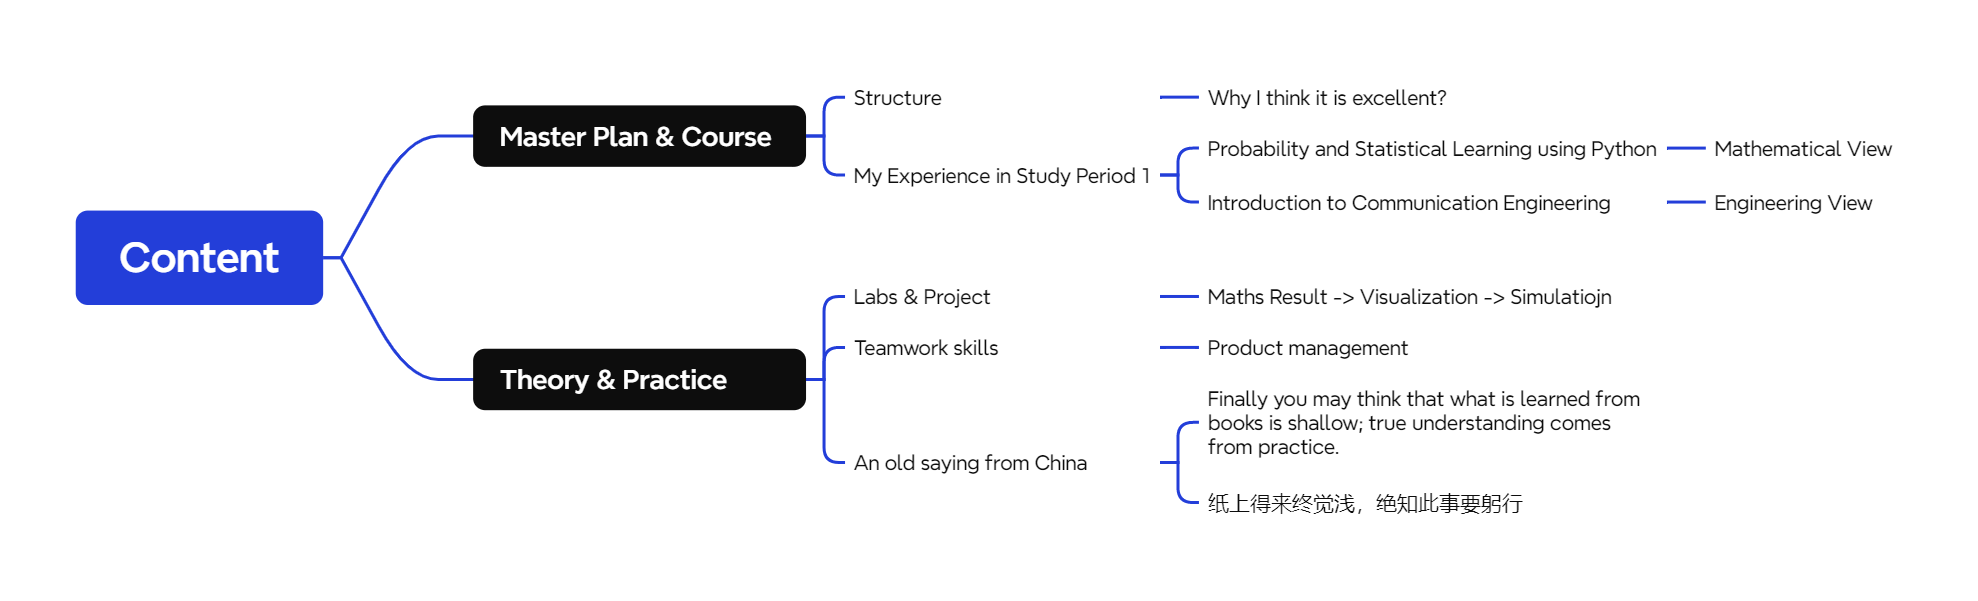 Content
Master Plan & Course
Structure
Why I think it is excellent?
My Experience in Study Period 1
Probability and Statistical Learning using Python
Mathematical View
Introduction to Communication Engineering
Engineering View
Theory & Practice
Labs & Project
Maths Result -> Visualization -> Simulatiojn
Teamwork skills
Product management
An old saying from China
Finally you may think that what is learned from
books is shallow; true understanding comes
from practice.
纸上得来终觉浅，绝知此事要躬行